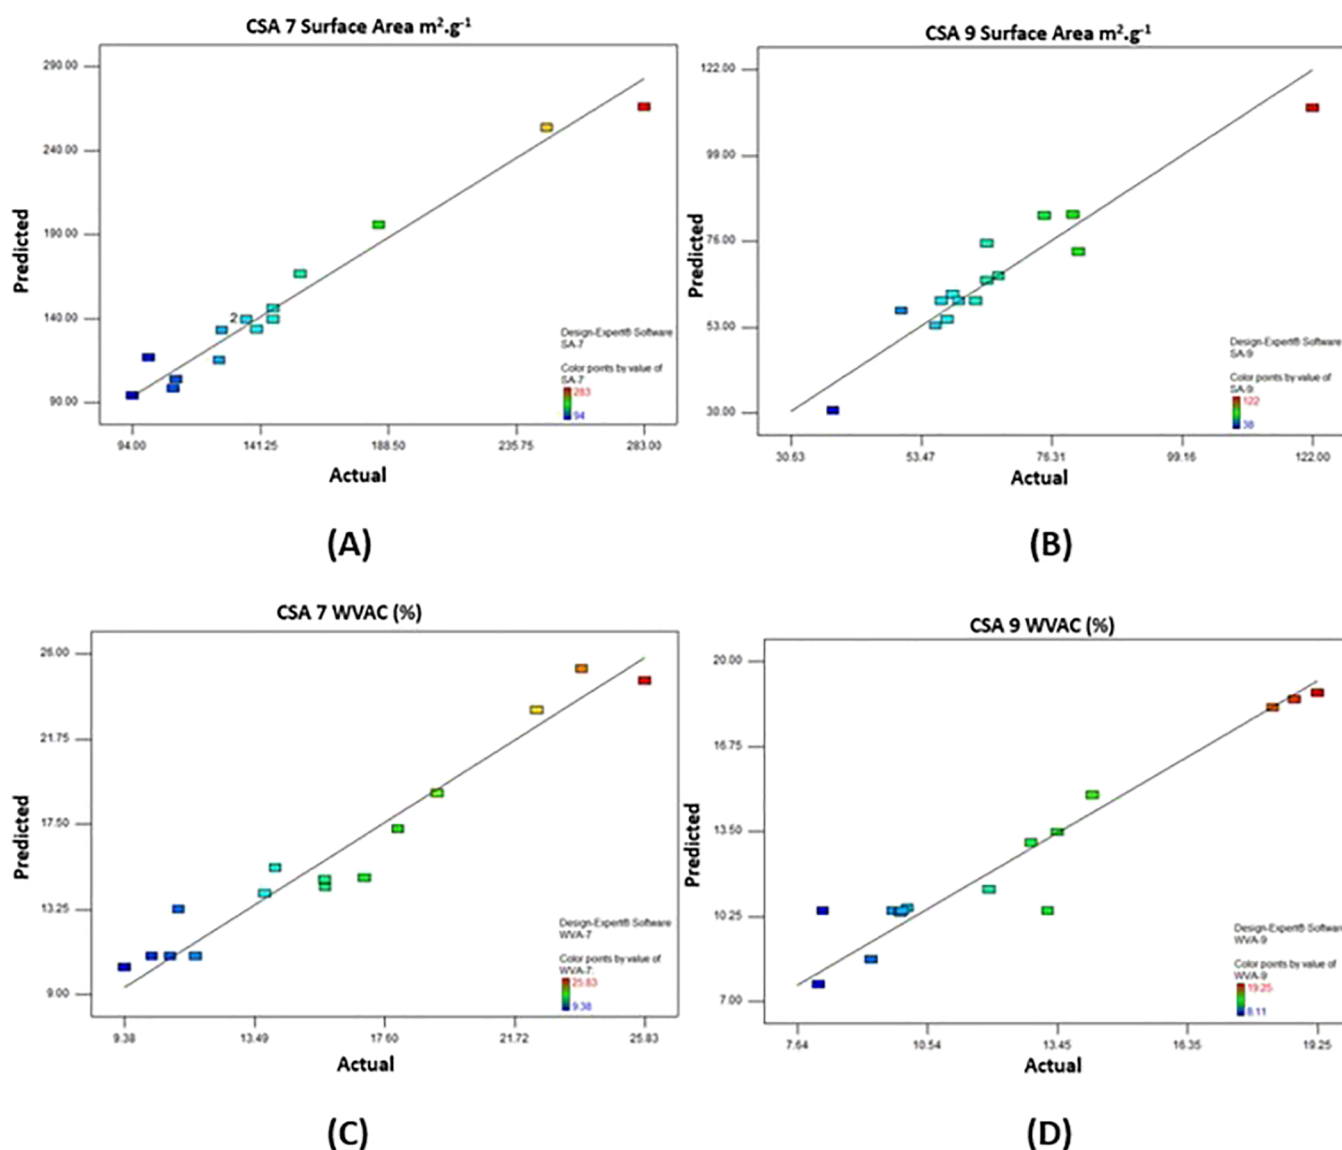 CSA 7 Surface Area m².g⁻¹
290.00
240.00
190.00
140.00
90.00
Predicted
2
Design-Expert® Software
SA-7
Color points by value of
SA-7:
283
94
94.00 141.25 188.50 235.75 283.00
Actual
(A)
CSA 9 Surface Area m².g⁻¹
122.00
99.00
76.00
53.00
30.00
Predicted
Design-Expert® Software
SA-9
Color points by value of
SA-9:
122
38
30.63 53.47 76.31 99.16 122.00
Actual
(B)
CSA 7 WVAC (%)
26.00
21.75
17.50
13.25
9.00
Predicted
Design-Expert® Software
WVA-7
Color points by value of
WVA-7:
25.83
9.38
9.38 13.49 17.60 21.72 25.83
Actual
(C)
CSA 9 WVAC (%)
20.00
16.75
13.50
10.25
7.00
Predicted
Design-Expert® Software
WVA-9
Color points by value of
WVA-9
19.25
8.11
7.64 10.54 13.45 16.35 19.25
Actual
(D)